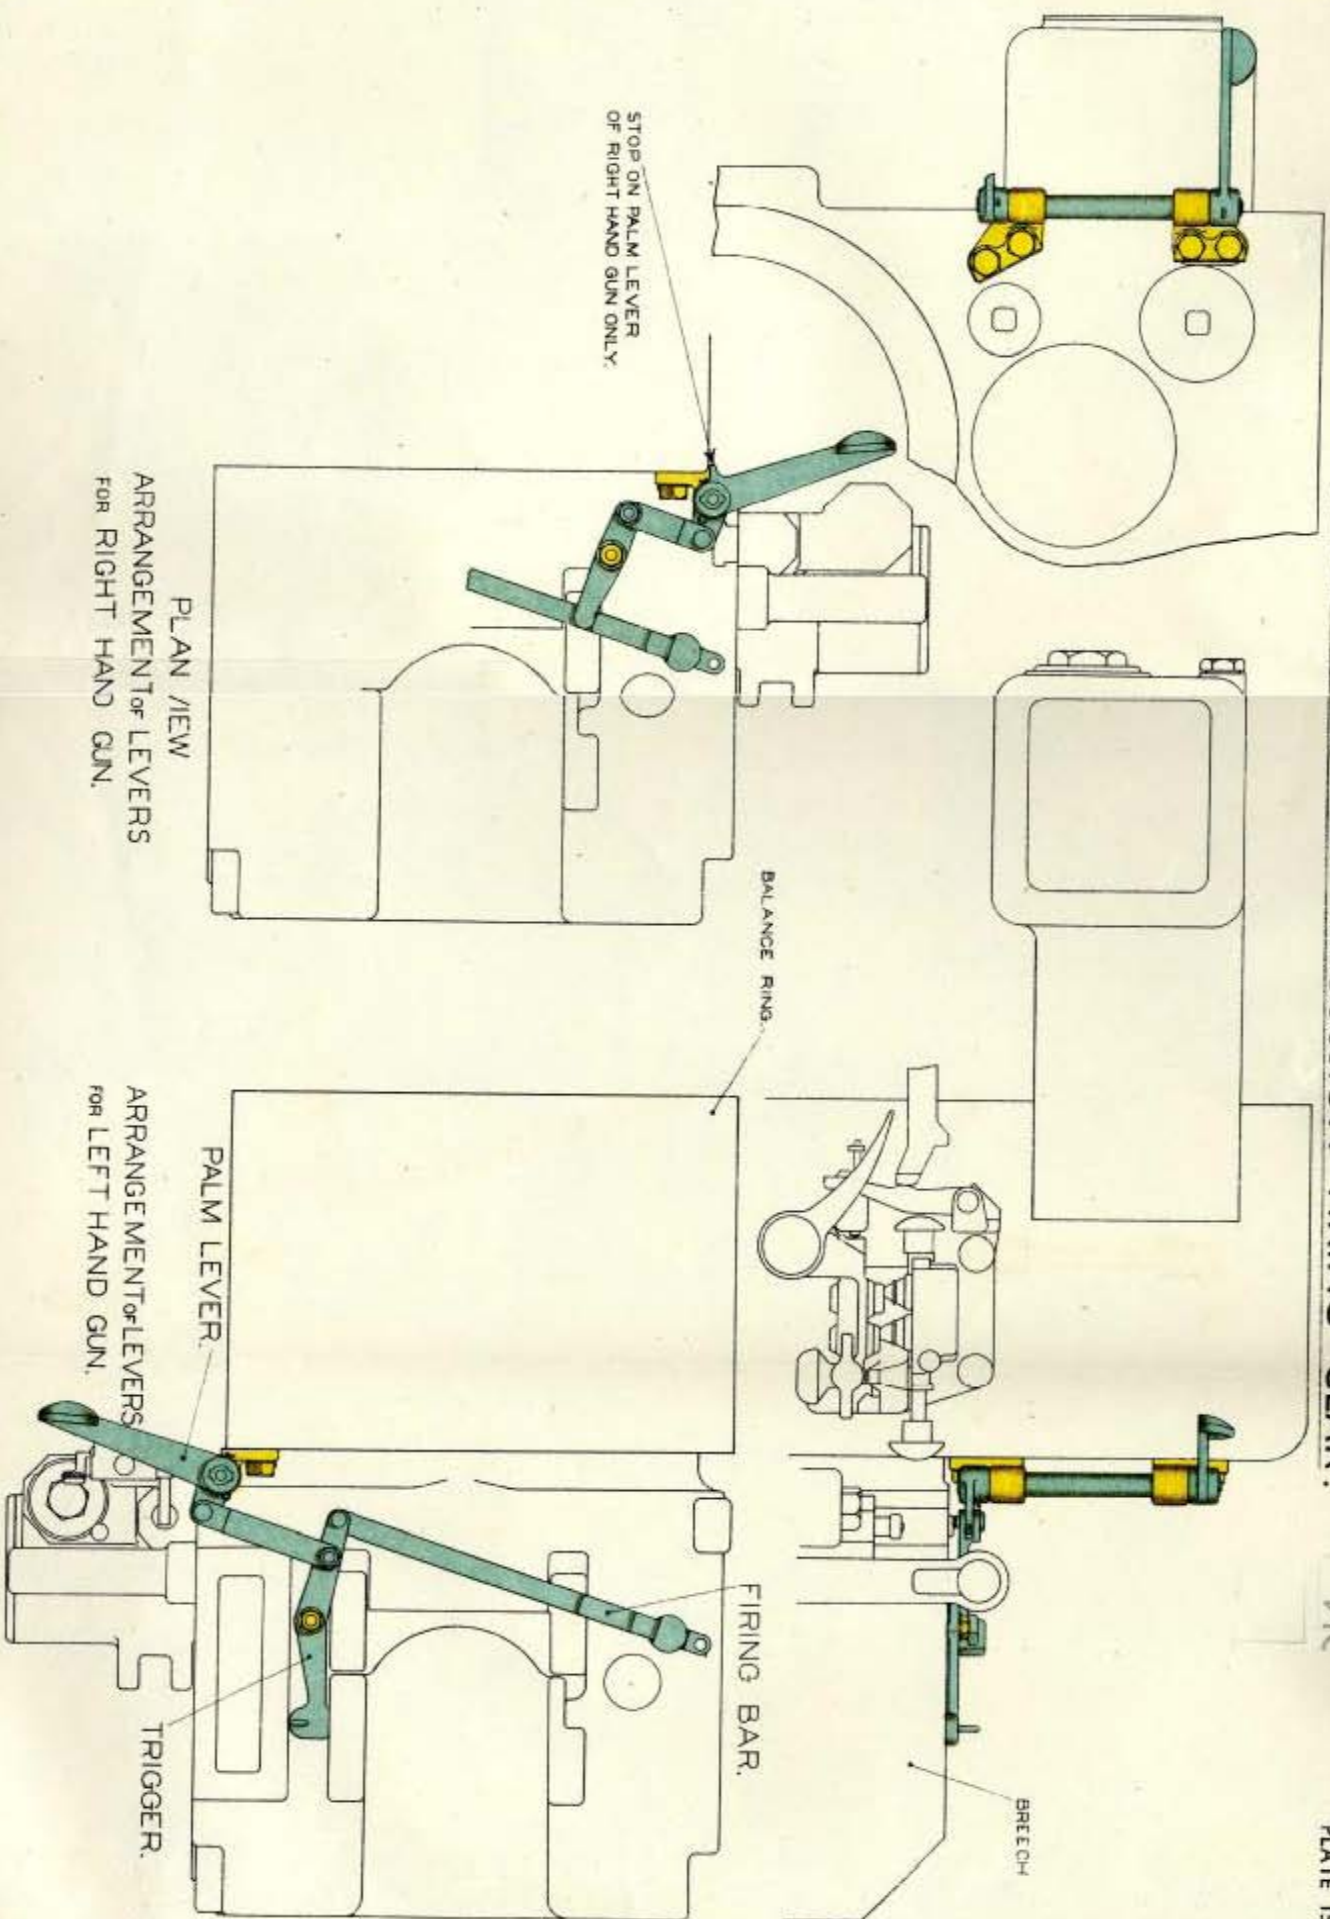 PLATE
GEAR.
STOP ON PALM LEVER
OF RIGHT HAND GUN ONLY.
PLAN VIEW
ARRANGEMENT OF LEVERS
FOR RIGHT HAND GUN.
BALANCE RING.
BREECH
FIRING BAR.
PALM LEVER.
TRIGGER.
ARRANGEMENT OF LEVERS
FOR LEFT HAND GUN.